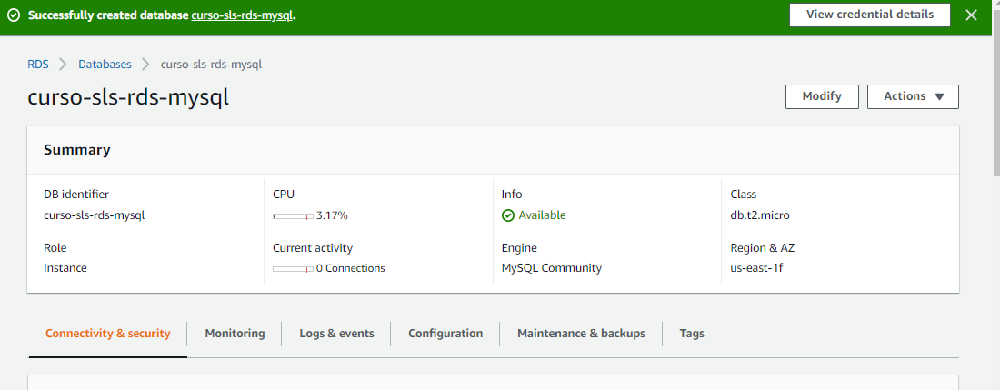 Successfully created database curso-sls-rds-mysql.
View credential details
RDS
Databases
curso-sls-rds-mysql
curso-sls-rds-mysql
Modify
Actions
Summary
DB identifier
curso-sls-rds-mysql
CPU
3.17%
Info
Available
Class
db.t2.micro
Role
Instance
Current activity
0 Connections
Engine
MySQL Community
Region & AZ
us-east-1f
Connectivity & security
Monitoring
Logs & events
Configuration
Maintenance & backups
Tags